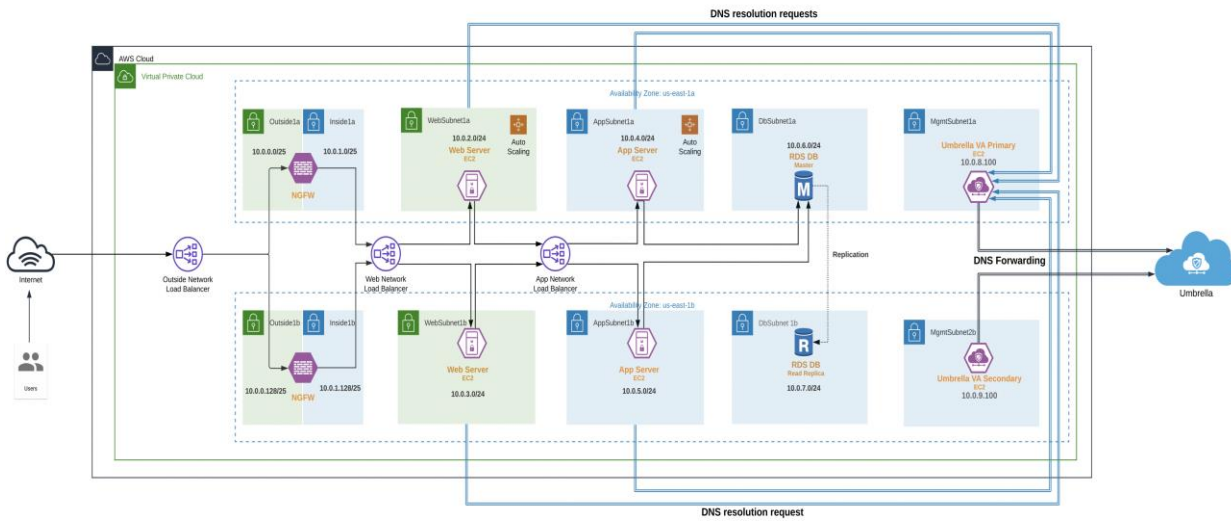 DNS resolution requests
AWS Cloud
Virtual Private Cloud
Availability Zone: us-east-1a
Outside1a
Inside1a
10.0.0.0/25
10.0.1.0/25
NGFW
WebSubnet1a
10.0.2.0/24
Web Server
EC2
Auto
Scaling
AppSubnet1a
10.0.4.0/24
App Server
EC2
Auto
Scaling
DbSubnet1a
10.0.6.0/24
RDS DB
Master
M
MgmtSubnet1a
Umbrella VA Primary
EC2
10.0.8.100
Internet
Outside Network
Load Balancer
Web Network
Load Balancer
App Network
Load Balancer
Replication
DNS Forwarding
Umbrella
Users
Availability Zone: us-east-1b
Outside1b
Inside1b
10.0.0.128/25
10.0.1.128/25
NGFW
WebSubnet1b
Web Server
EC2
10.0.3.0/24
AppSubnet1b
App Server
EC2
10.0.5.0/24
DbSubnet 1b
R
RDS DB
Read Replica
10.0.7.0/24
MgmtSubnet2b
Umbrella VA Secondary
EC2
10.0.9.100
DNS resolution request